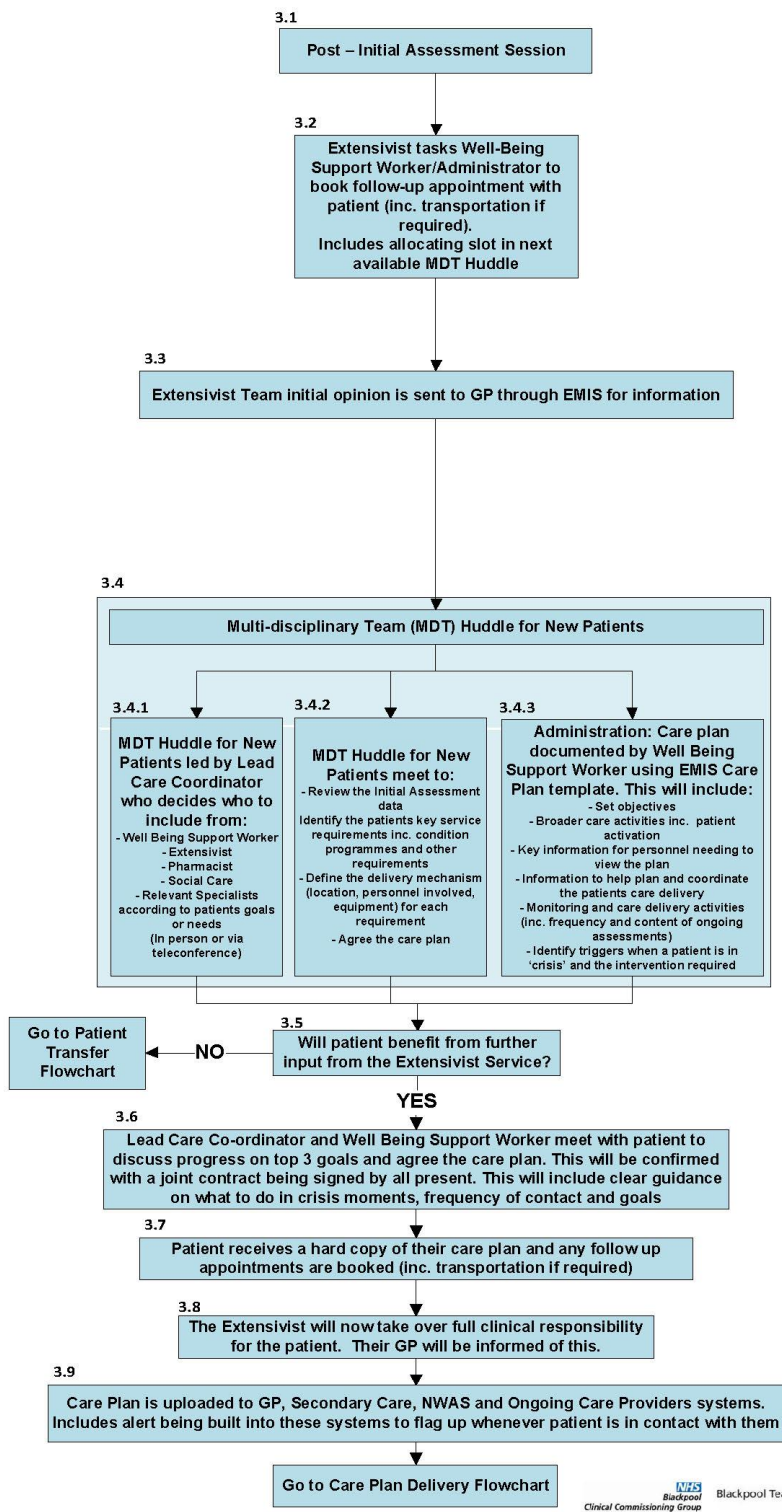 3.1
Post – Initial Assessment Session
3.2
Extensivist tasks Well-Being
Support Worker/Administrator to
book follow-up appointment with
patient (inc. transportation if
required).
Includes allocating slot in next
available MDT Huddle
3.3
Extensivist Team initial opinion is sent to GP through EMIS for information
3.4
Multi-disciplinary Team (MDT) Huddle for New Patients
3.4.1
MDT Huddle for New
Patients led by Lead
Care Coordinator
who decides who to
include from:
- Well Being Support Worker
- Extensivist
- Pharmacist
- Social Care
- Relevant Specialists
according to patients goals or
needs
(In person or via
teleconference)
3.4.2
MDT Huddle for New
Patients meet to:
- Review the Initial Assessment
data
Identify the patients key service
requirements inc. condition
programmes and other
requirements
- Define the delivery mechanism
(location, personnel involved,
equipment) for each
requirement
- Agree the care plan
3.4.3
Administration: Care plan
documented by Well Being
Support Worker using EMIS Care
Plan template. This will include:
- Set objectives
- Broader care activities inc. patient
activation
- Key information for personnel needing to
view the plan
- Information to help plan and coordinate
the patients care delivery
- Monitoring and care delivery activities
(inc. frequency and content of ongoing
assessments)
- Identify triggers when a patient is in
‘crisis’ and the intervention required
3.5
Will patient benefit from further
input from the Extensivist Service?
NO
Go to Patient
Transfer
Flowchart
YES
3.6
Lead Care Co-ordinator and Well Being Support Worker meet with patient to
discuss progress on top 3 goals and agree the care plan. This will be confirmed
with a joint contract being signed by all present. This will include clear guidance
on what to do in crisis moments, frequency of contact and goals
3.7
Patient receives a hard copy of their care plan and any follow up
appointments are booked (inc. transportation if required)
3.8
The Extensivist will now take over full clinical responsibility
for the patient. Their GP will be informed of this.
3.9
Care Plan is uploaded to GP, Secondary Care, NWAS and Ongoing Care Providers systems.
Includes alert being built into these systems to flag up whenever patient is in contact with them
Go to Care Plan Delivery Flowchart
NHS
Blackpool
Clinical Commissioning Group
Blackpool Tea